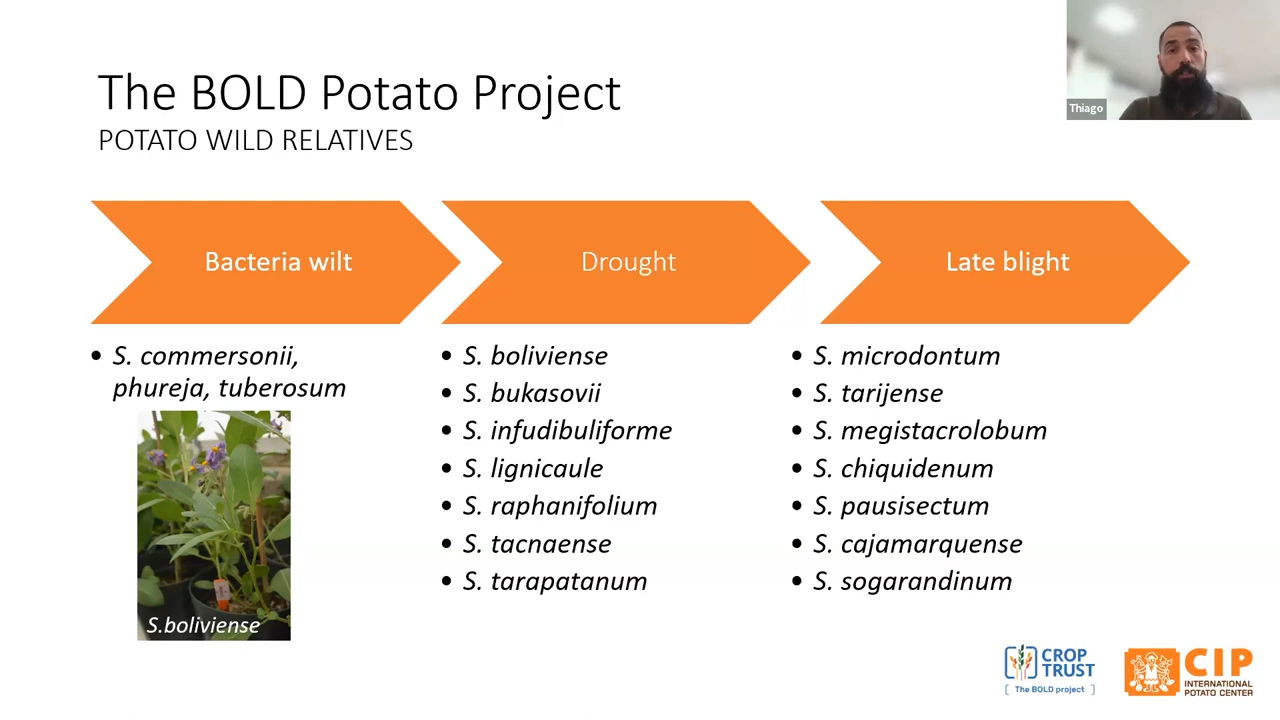 The BOLD Potato Project
POTATO WILD RELATIVES
Thiago
Bacteria wilt
Drought
Late blight
• S. commersonii,
phureja, tuberosum
S.boliviense
• S. boliviense
• S. bukasovii
• S. infudibuliforme
• S. lignicaule
• S. raphanifolium
• S. tacnaense
• S. tarapatanum
• S. microdontum
• S. tarijense
• S. megistacrolobum
• S. chiquidenum
• S. pausisectum
• S. cajamarquense
• S. sogarandinum
CROP
TRUST
The BOLD project
CIP
INTERNATIONAL
POTATO CENTER